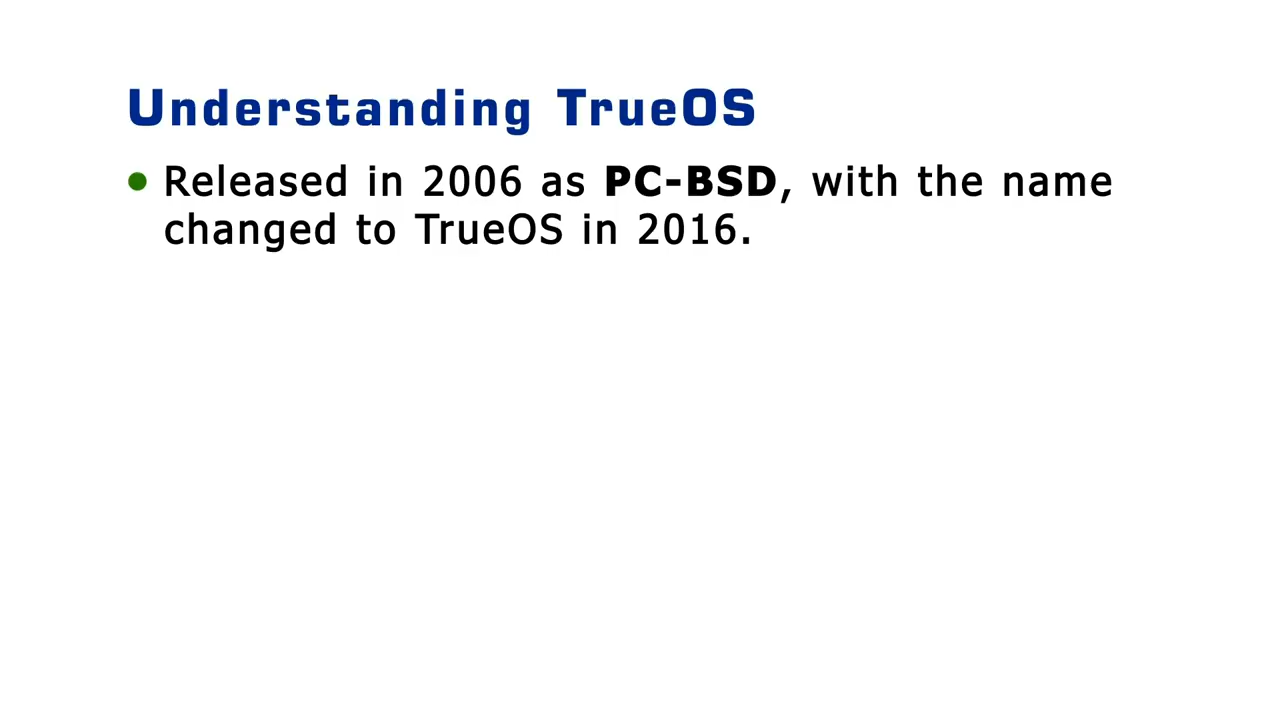 Understanding TrueOS
• Released in 2006 as PC-BSD, with the name
changed to TrueOS in 2016.